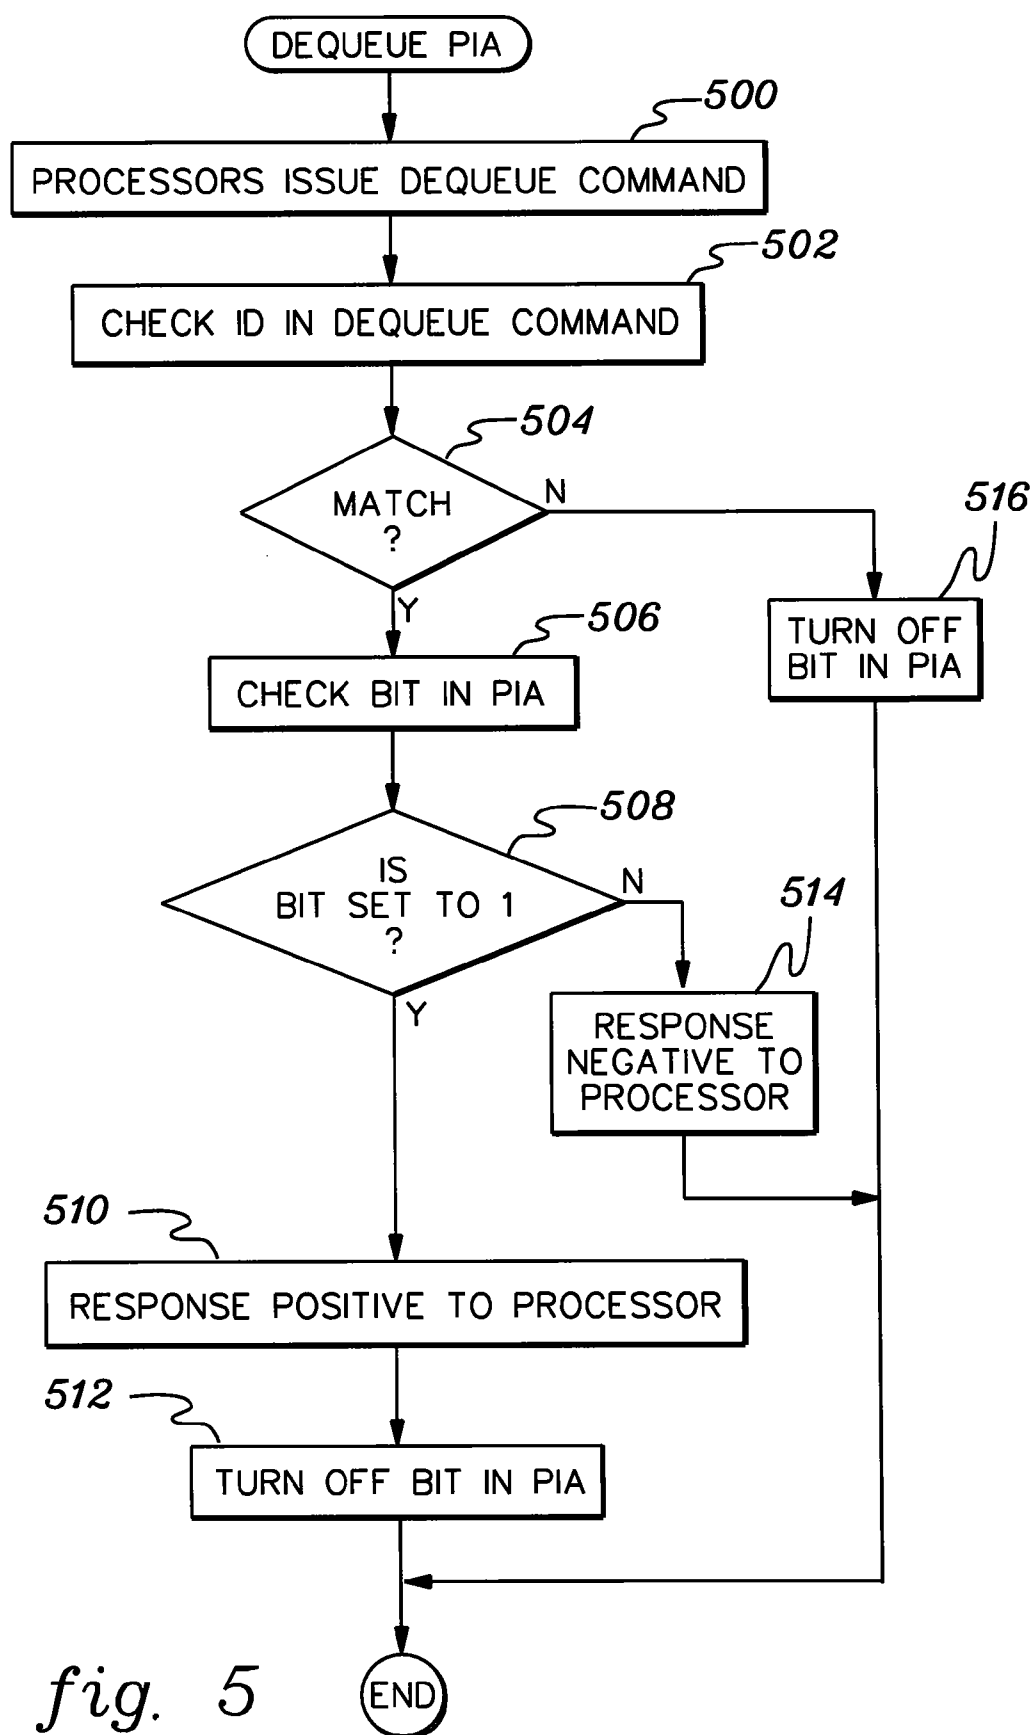 DEQUEUE PIA
500
PROCESSORS ISSUE DEQUEUE COMMAND
502
CHECK ID IN DEQUEUE COMMAND
504
MATCH
?
N
Y
516
TURN OFF
BIT IN PIA
506
CHECK BIT IN PIA
508
IS
BIT SET TO 1
?
N
Y
514
RESPONSE
NEGATIVE TO
PROCESSOR
510
RESPONSE POSITIVE TO PROCESSOR
512
TURN OFF BIT IN PIA
END
fig. 5